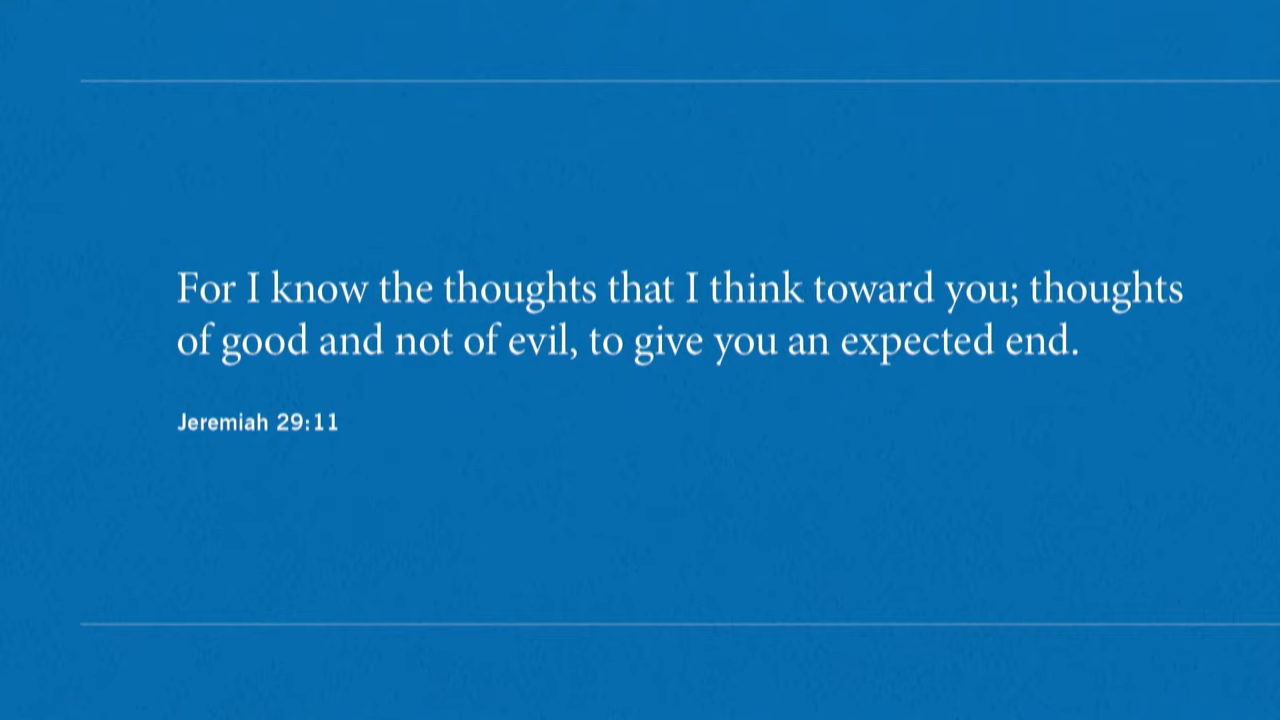 For I know the thoughts that I think toward you; thoughts
of good and not of evil, to give you an expected end.
Jeremiah 29:11